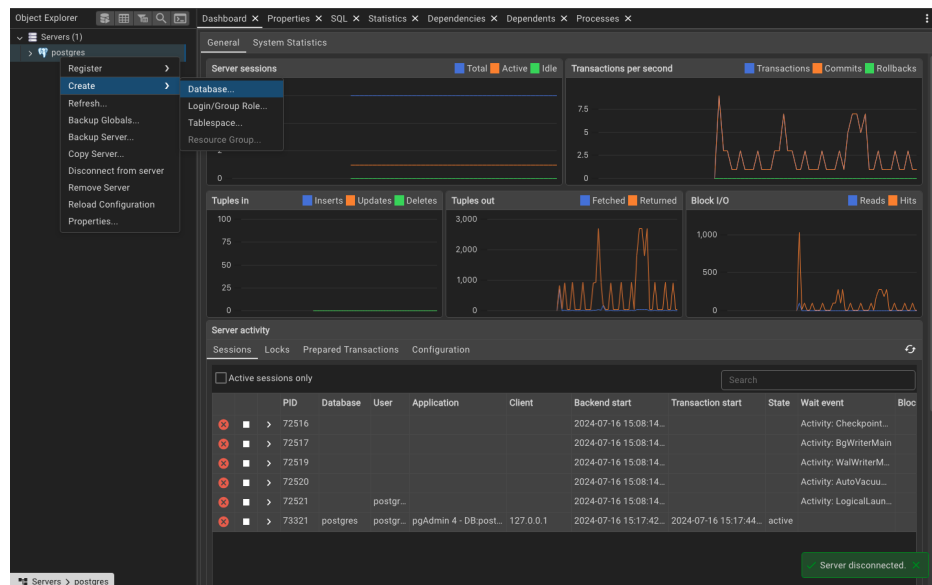 Object Explorer
Dashboard Properties SQL Statistics Dependencies Dependents Processes
Servers (1)
postgres
Register
Create
Refresh...
Backup Globals...
Backup Server...
Copy Server...
Disconnect from server
Remove Server
Reload Configuration
Properties...
Database...
Login/Group Role...
Tablespace...
Resource Group...
General System Statistics
Server sessions Total Active Idle
0
Transactions per second Transactions Commits Rollbacks
7.5
5
2.5
0
Tuples in Inserts Updates Deletes
100
75
50
25
0
Tuples out Fetched Returned
3,000
2,000
1,000
0
Block I/O Reads Hits
1,000
500
0
Server activity
Sessions Locks Prepared Transactions Configuration
Active sessions only Search
PID Database User Application Client Backend start Transaction start State Wait event Bloc
72516 2024-07-16 15:08:14... Activity: Checkpoint...
72517 2024-07-16 15:08:14... Activity: BgWriterMain
72519 2024-07-16 15:08:14... Activity: WalWriterM...
72520 2024-07-16 15:08:14... Activity: AutoVacuu...
72521 postgr... 2024-07-16 15:08:14... Activity: LogicalLaun...
73321 postgres postgr... pgAdmin 4 - DB:post... 127.0.0.1 2024-07-16 15:17:42... 2024-07-16 15:17:44... active
Server disconnected.
Servers > postgres